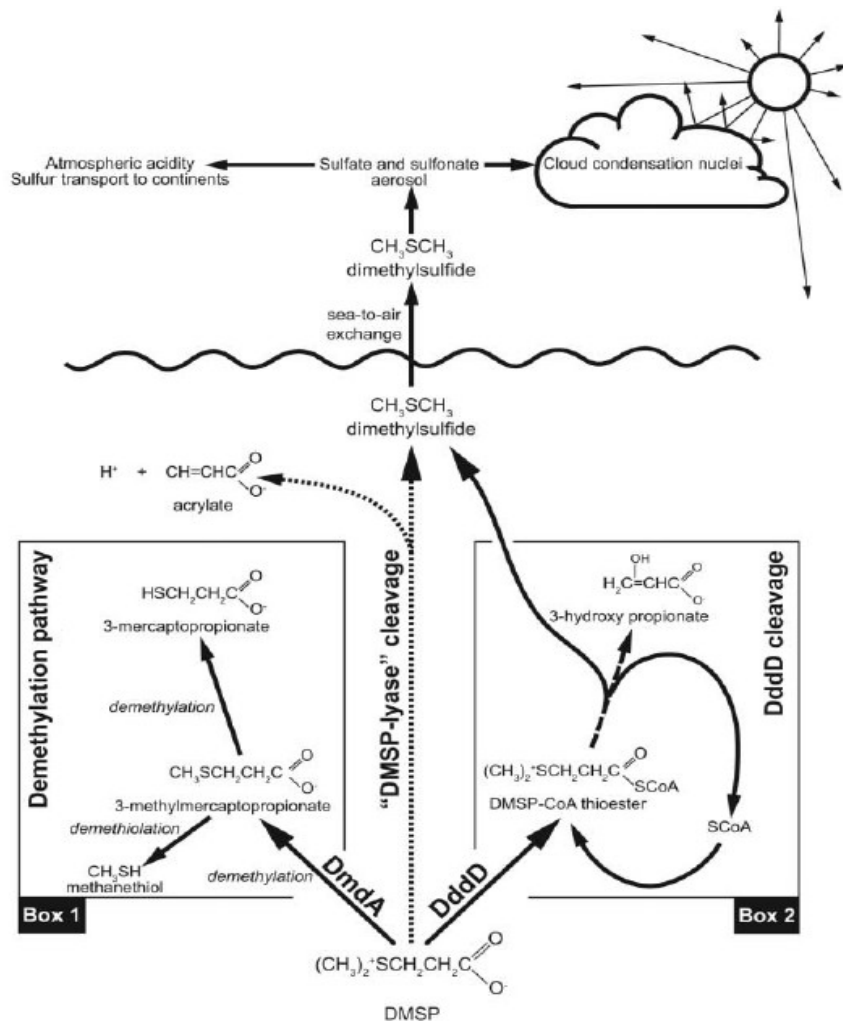 Atmospheric acidity
Sulfur transport to continents
Sulfate and sulfonate
aerosol
Cloud condensation nuclei
CH₃SCH₃
dimethylsulfide
sea-to-air
exchange
CH₃SCH₃
dimethylsulfide
H⁺ + CH=CHC
O
O⁻
acrylate
Demethylation pathway
HSCH₂CH₂C
O
O⁻
3-mercaptopropionate
demethylation
CH₃SCH₂CH₂C
O
O⁻
3-methylmercaptopropionate
demethiolation
CH₃SH
methanethiol
demethylation
Box 1
DmdA
"DMSP-lyase" cleavage
DddD cleavage
OH
H₂C=CHC
O
O⁻
3-hydroxy propionate
(CH₃)₂⁺SCH₂CH₂C
O
SCoA
DMSP-CoA thioester
SCoA
DddD
Box 2
(CH₃)₂⁺SCH₂CH₂C
O
O⁻
DMSP